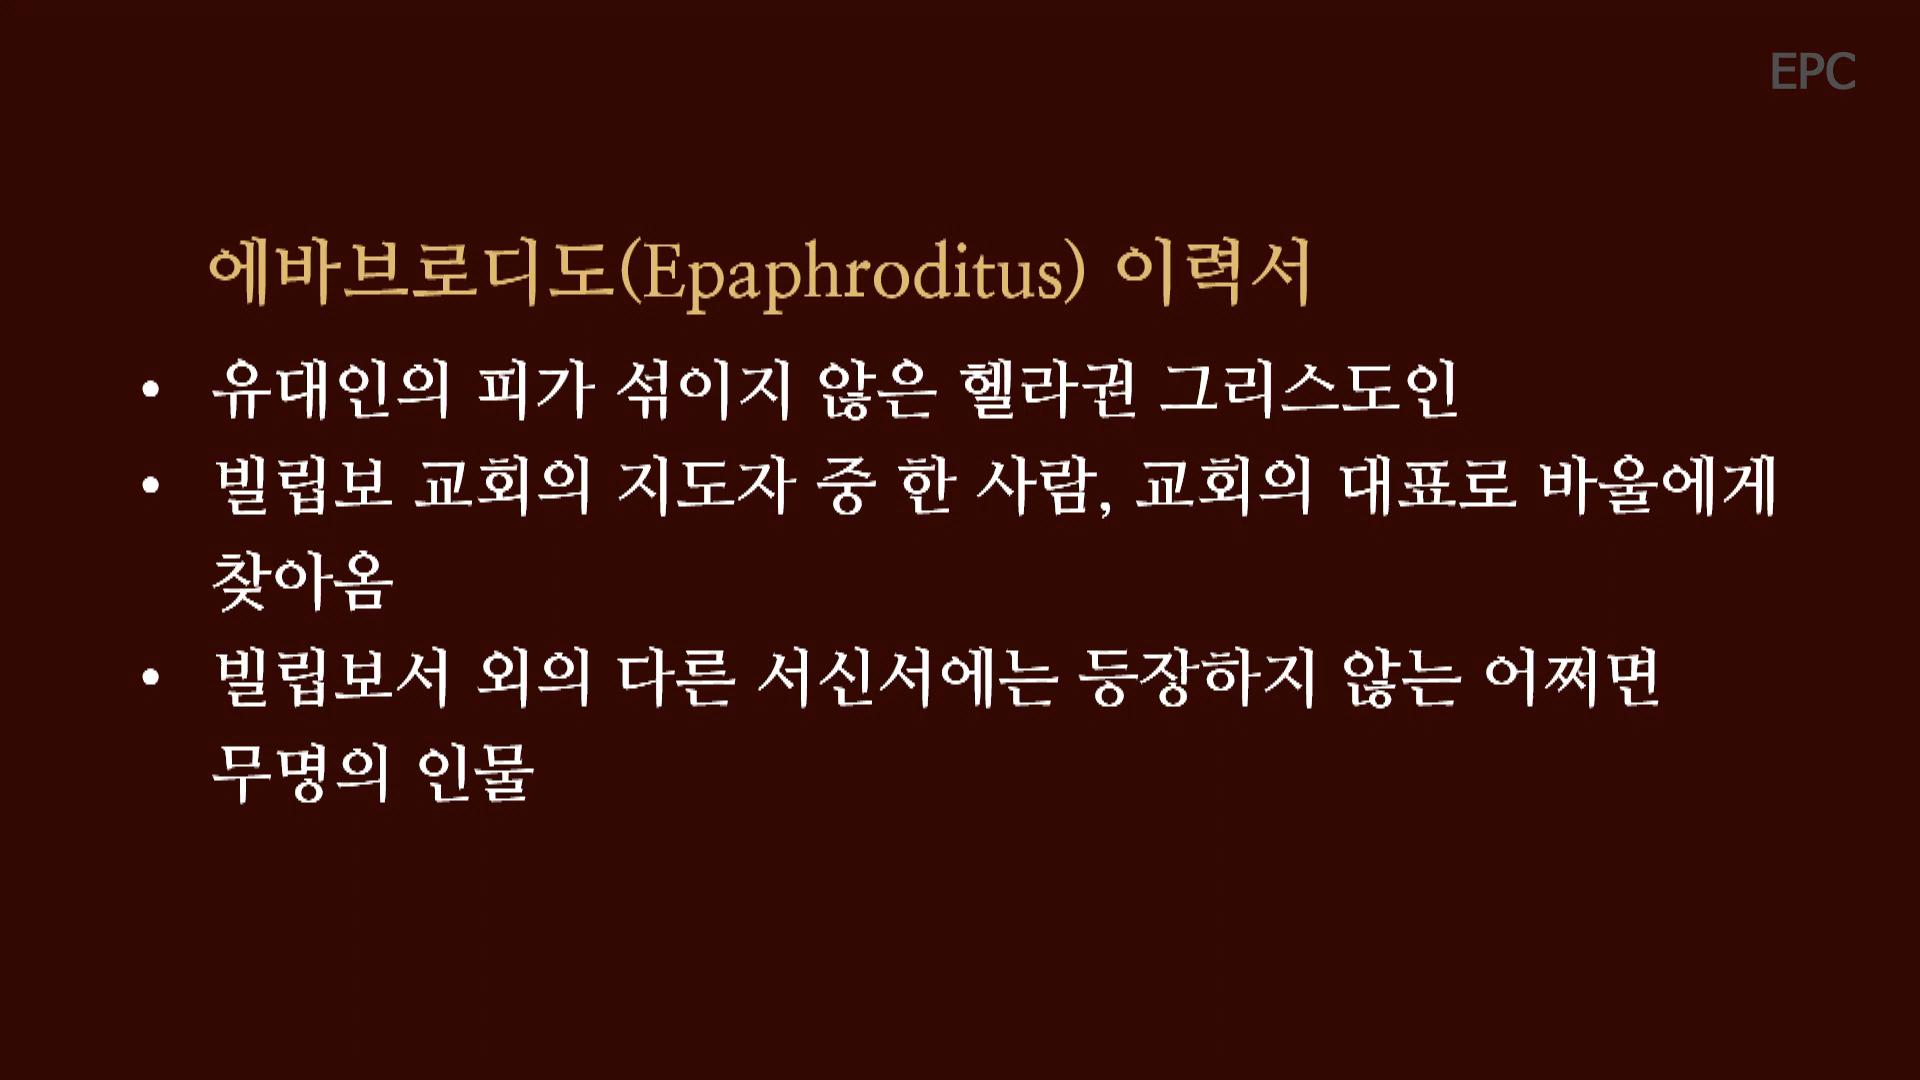 EPC
에바브로디도(Epaphroditus) 이력서
• 유대인의 피가 섞이지 않은 헬라권 그리스도인
• 빌립보 교회의 지도자 중 한 사람, 교회의 대표로 바울에게
찾아옴
• 빌립보서 외의 다른 서신서에는 등장하지 않는 어쩌면
무명의 인물